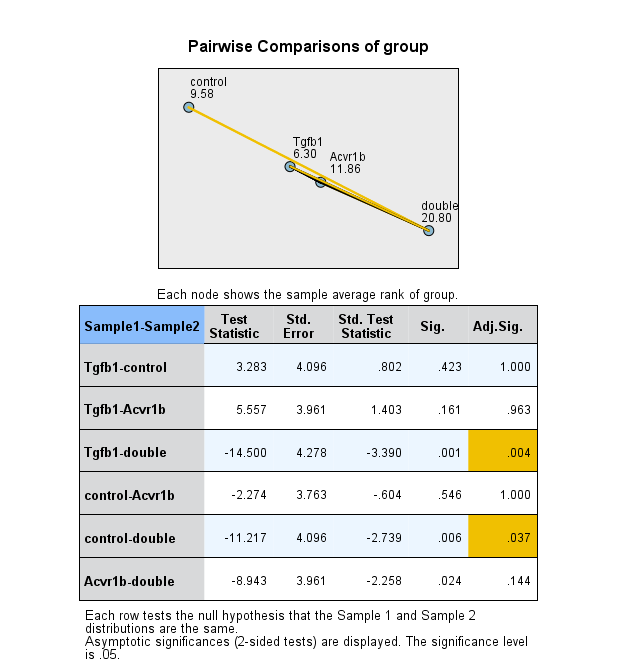 Pairwise Comparisons of group
control
9.58
Tgfb1
6.30
Acvr1b
11.86
double
20.80
Each node shows the sample average rank of group.
Sample1-Sample2 Test Statistic Std. Error Std. Test Statistic Sig. Adj.Sig.
Tgfb1-control 3.283 4.096 .802 .423 1.000
Tgfb1-Acvr1b 5.557 3.961 1.403 .161 .963
Tgfb1-double -14.500 4.278 -3.390 .001 .004
control-Acvr1b -2.274 3.763 -.604 .546 1.000
control-double -11.217 4.096 -2.739 .006 .037
Acvr1b-double -8.943 3.961 -2.258 .024 .144
Each row tests the null hypothesis that the Sample 1 and Sample 2
distributions are the same.
Asymptotic significances (2-sided tests) are displayed. The significance level
is .05.